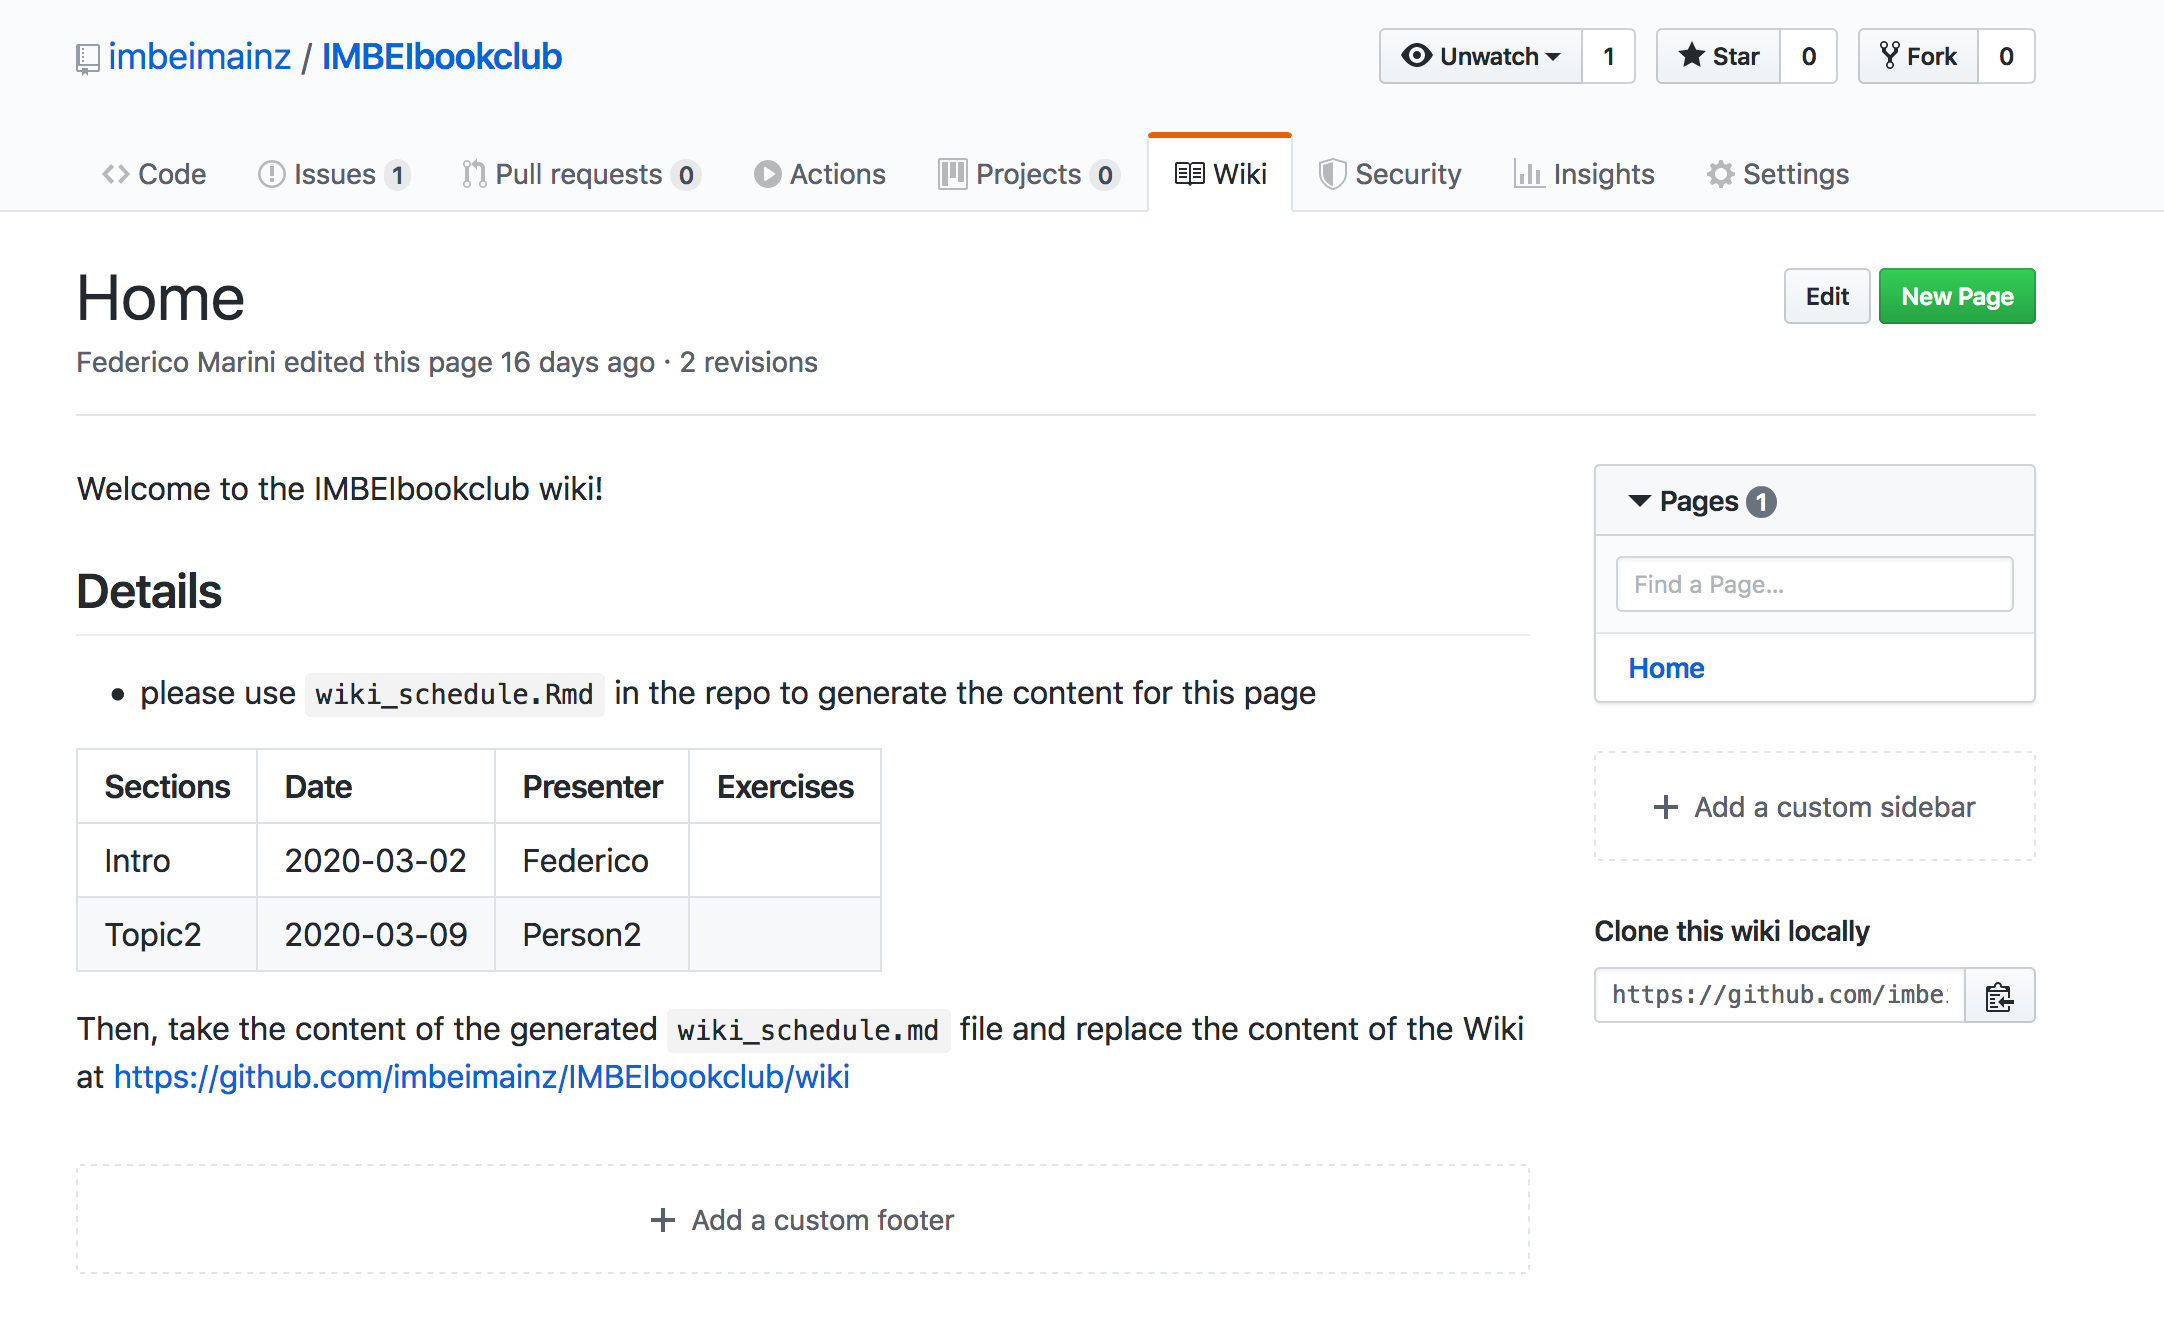 imbeimainz / IMBEIbookclub
Unwatch 1 Star 0 Fork 0
Code Issues 1 Pull requests 0 Actions Projects 0 Wiki Security Insights Settings
Home
Edit New Page
Federico Marini edited this page 16 days ago · 2 revisions
Welcome to the IMBEIbookclub wiki!
Details
• please use wiki_schedule.Rmd in the repo to generate the content for this page
Sections Date Presenter Exercises
Intro 2020-03-02 Federico
Topic2 2020-03-09 Person2
Then, take the content of the generated wiki_schedule.md file and replace the content of the Wiki
at https://github.com/imbeimainz/IMBEIbookclub/wiki
+ Add a custom footer
Pages 1
Find a Page...
Home
+ Add a custom sidebar
Clone this wiki locally
https://github.com/imbe